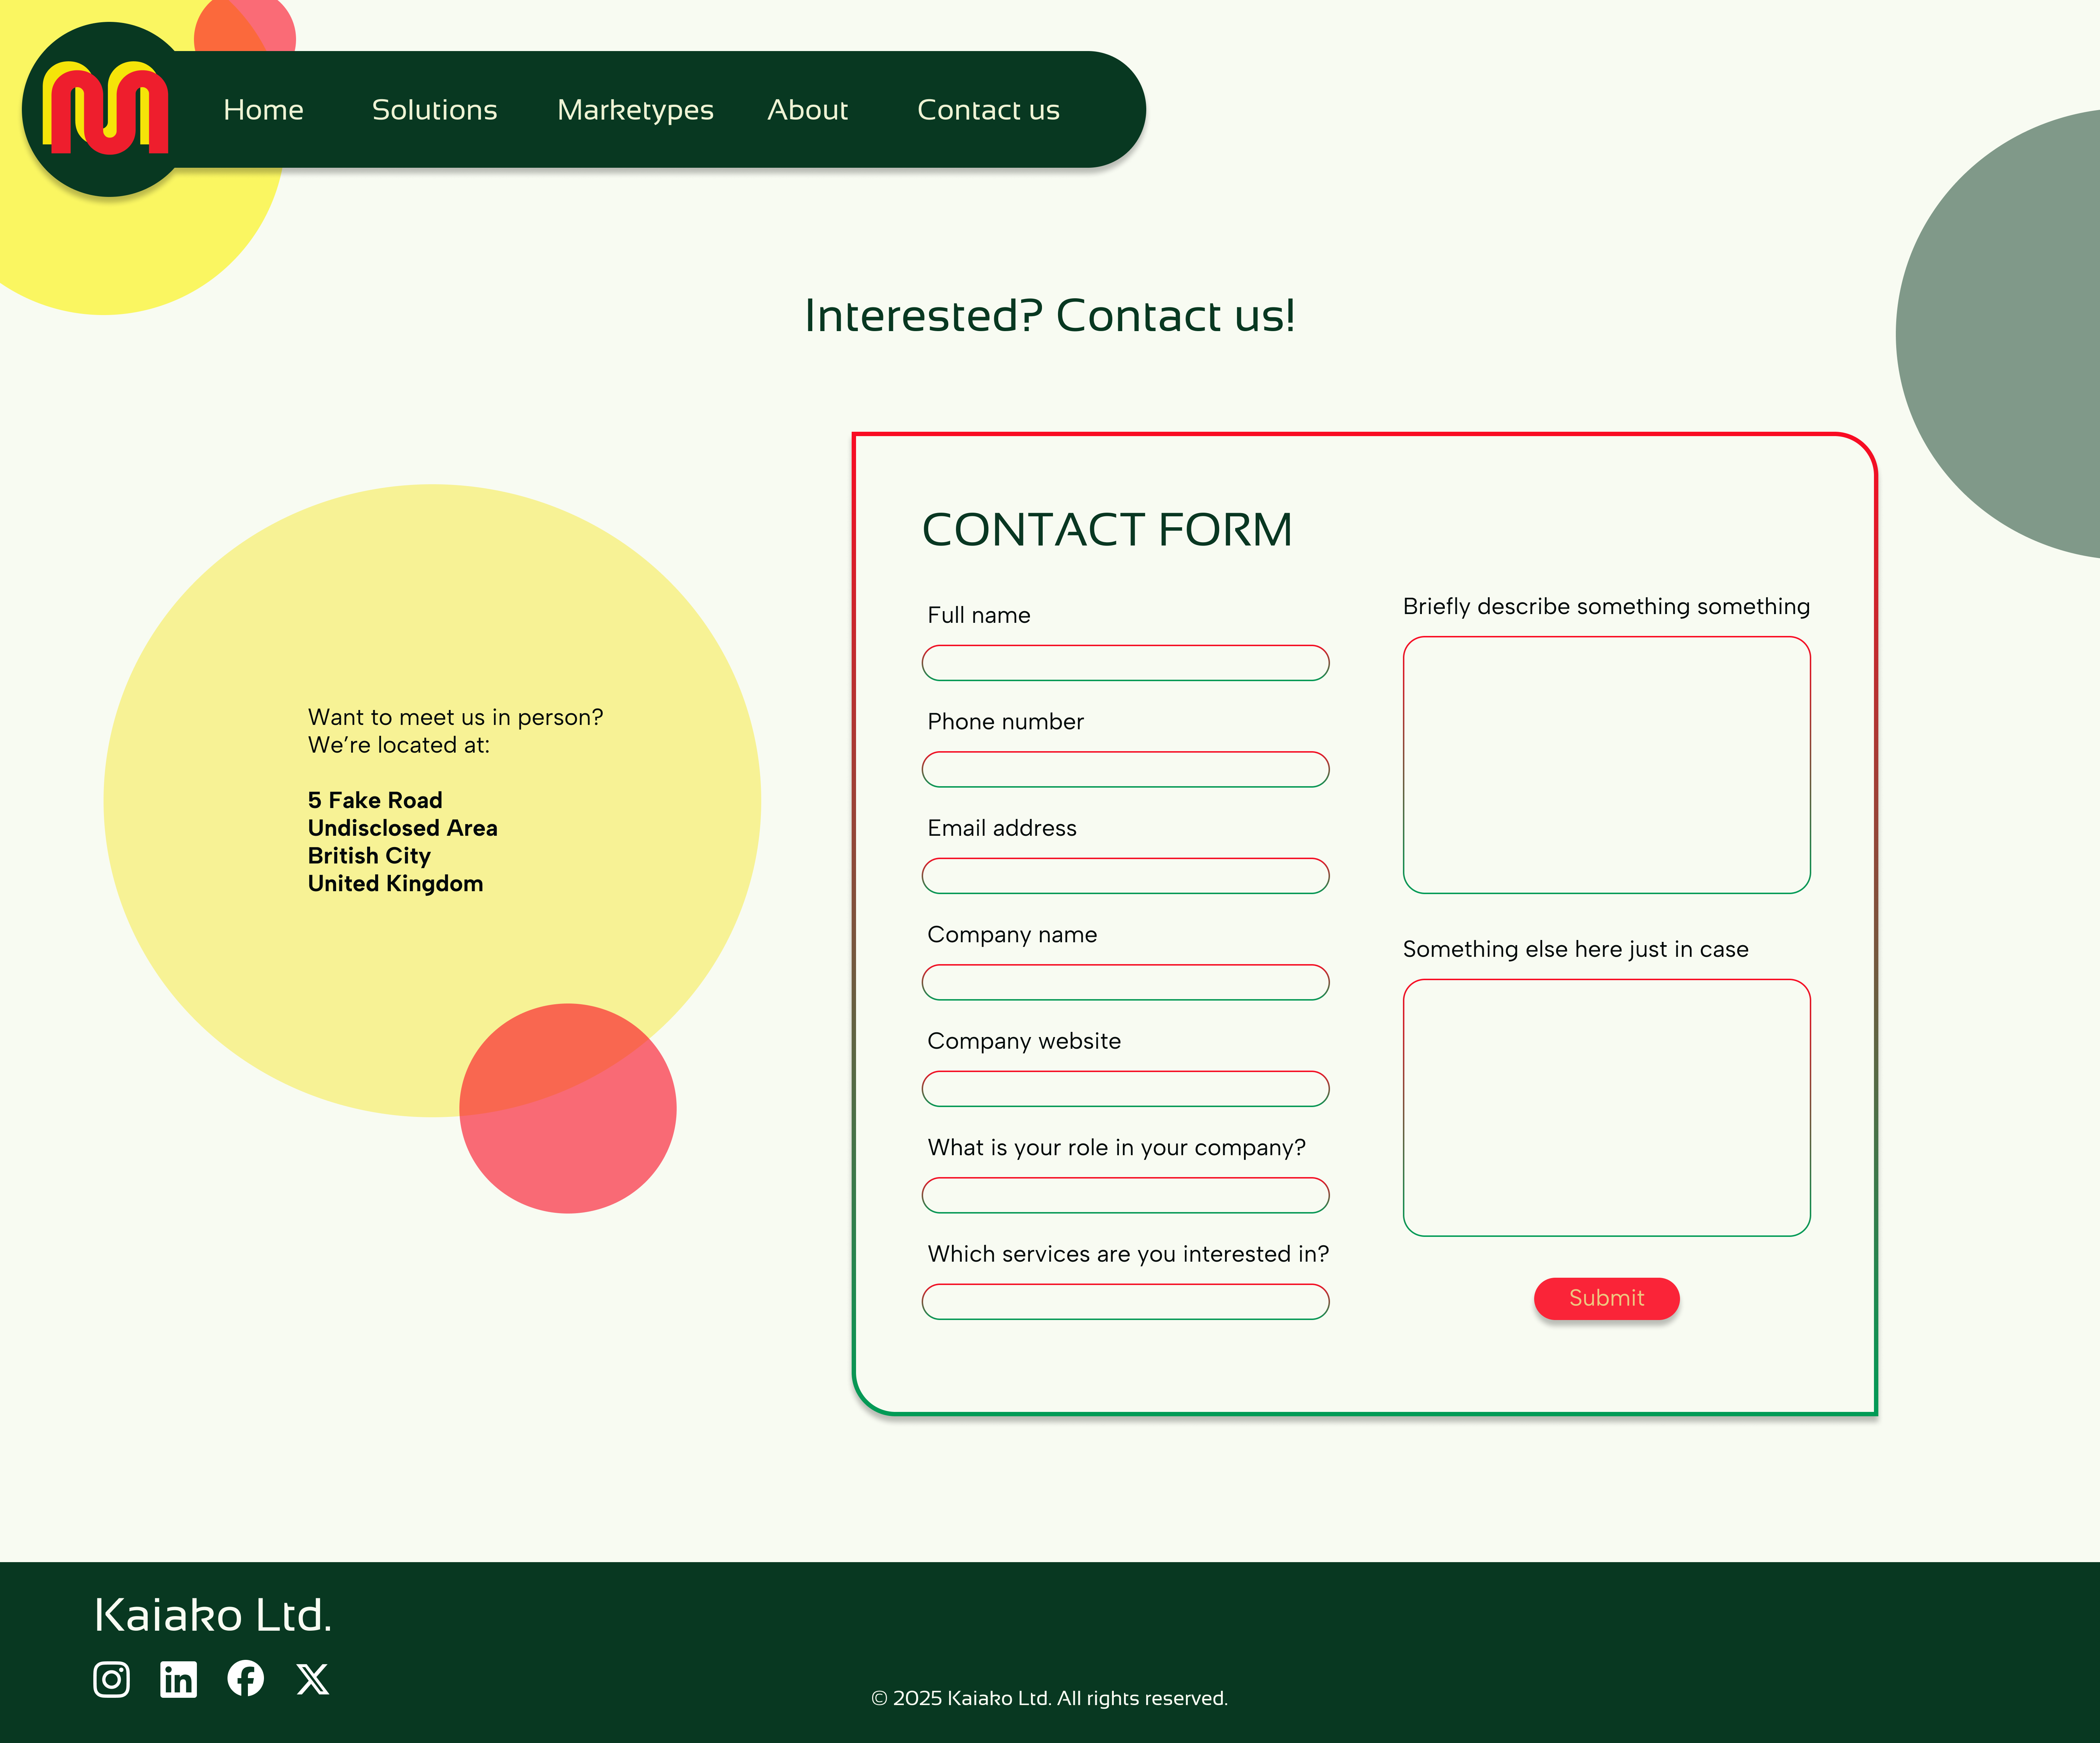 Home
Solutions
Marketypes
About
Contact us
Interested? Contact us!
Want to meet us in person?
We’re located at:
5 Fake Road
Undisclosed Area
British City
United Kingdom
CONTACT FORM
Full name
Phone number
Email address
Company name
Company website
What is your role in your company?
Which services are you interested in?
Briefly describe something something
Something else here just in case
Submit
Kaiako Ltd.
© 2025 Kaiako Ltd. All rights reserved.